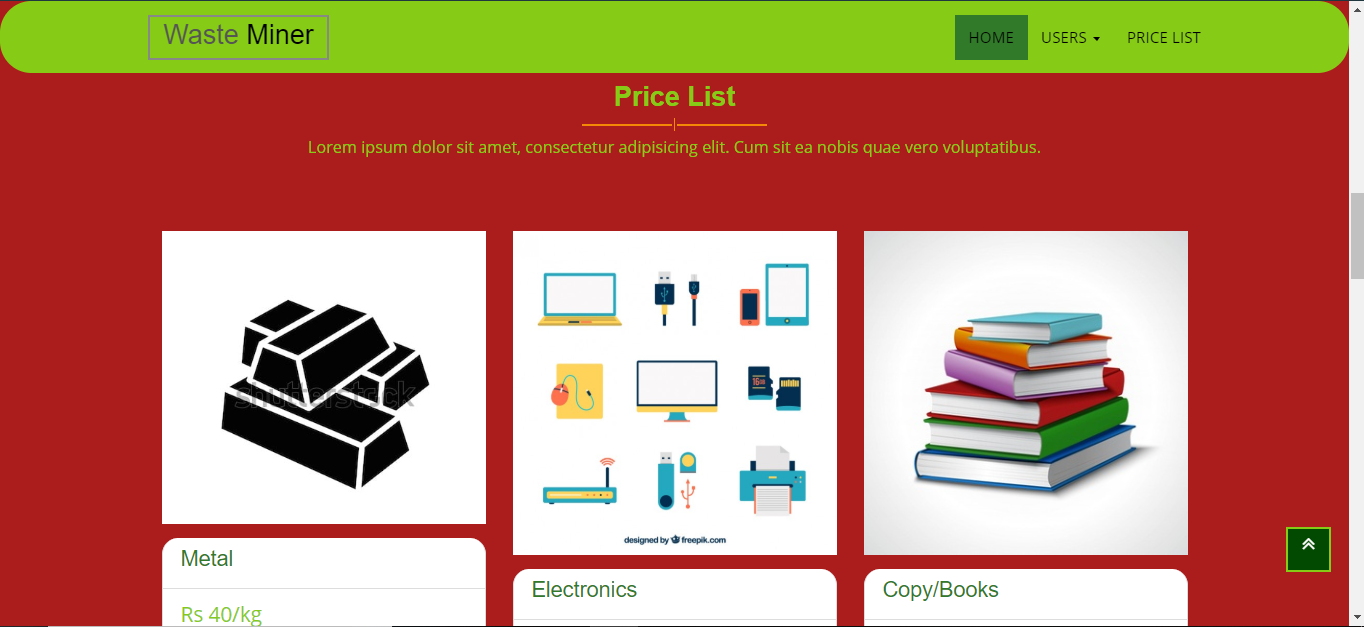 Waste Miner
HOME USERS PRICE LIST
Price List
Lorem ipsum dolor sit amet, consectetur adipisicing elit. Cum sit ea nobis quae vero voluptatibus.
shutterstock
16GB
designed by freepik.com
Metal
Electronics
Copy/Books
Rs 40/kg